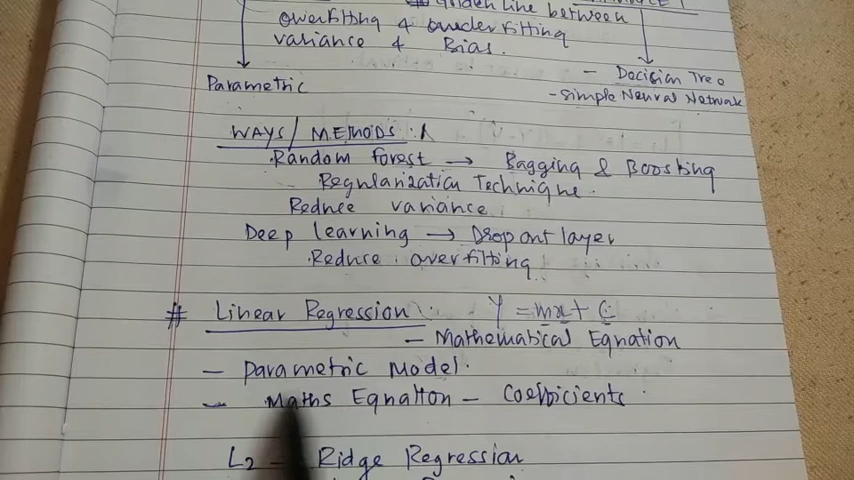 Golden Line between
overfitting & underfitting
variance & Bias.
Parametric
- Decision Tree
- Simple Neural Network
WAYS / METHODS :
Random forest → Bagging & Boosting
Regularization Technique.
Reduce variance
Deep learning → Dropout layer
Reduce overfitting
# Linear Regression Y = mx + c
- Mathematical Equation
- Parametric Model.
- Maths Equation - Coefficients
L2 - Ridge Regression